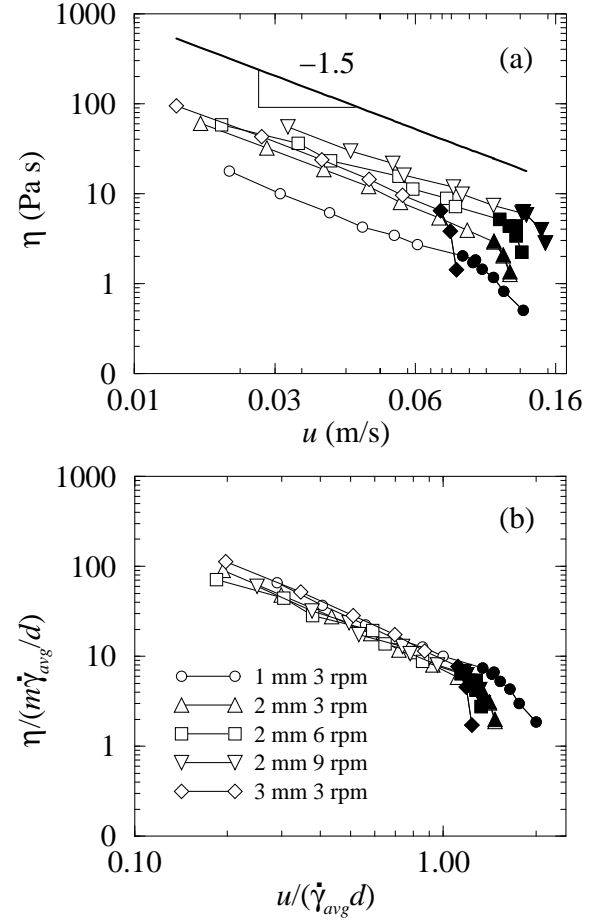 1000
100
10
1
0
0.01
0.03
0.06
0.16
η (Pa s)
u (m/s)
−1.5
(a)
1000
100
10
1
0
0.10
1.00
η/(mγ̇avg/d)
u/(γ̇avgd)
(b)
1 mm 3 rpm
2 mm 3 rpm
2 mm 6 rpm
2 mm 9 rpm
3 mm 3 rpm